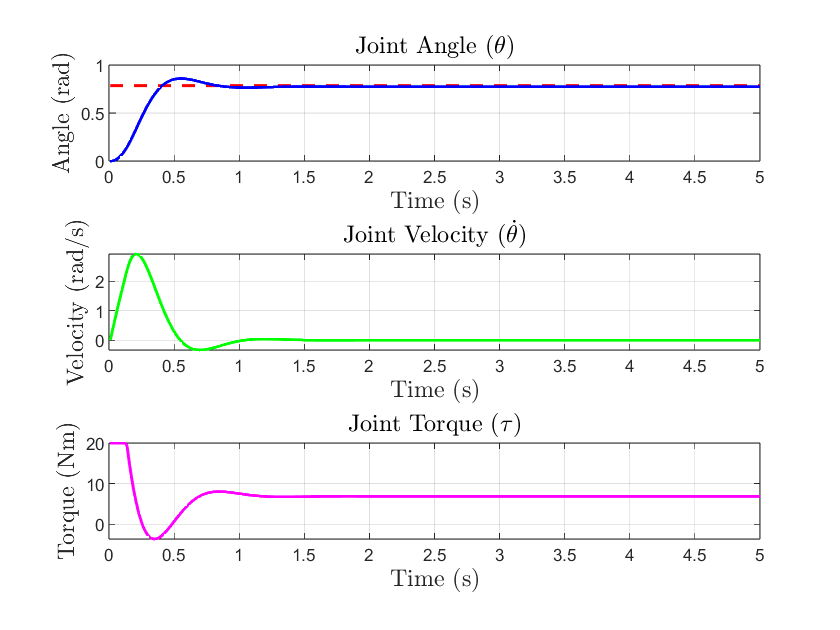 Joint Angle (θ)
Angle (rad)
1
0.5
0
0 0.5 1 1.5 2 2.5 3 3.5 4 4.5 5
Time (s)
Joint Velocity (θ̇)
Velocity (rad/s)
2
1
0
0 0.5 1 1.5 2 2.5 3 3.5 4 4.5 5
Time (s)
Joint Torque (τ)
Torque (Nm)
20
10
0
0 0.5 1 1.5 2 2.5 3 3.5 4 4.5 5
Time (s)